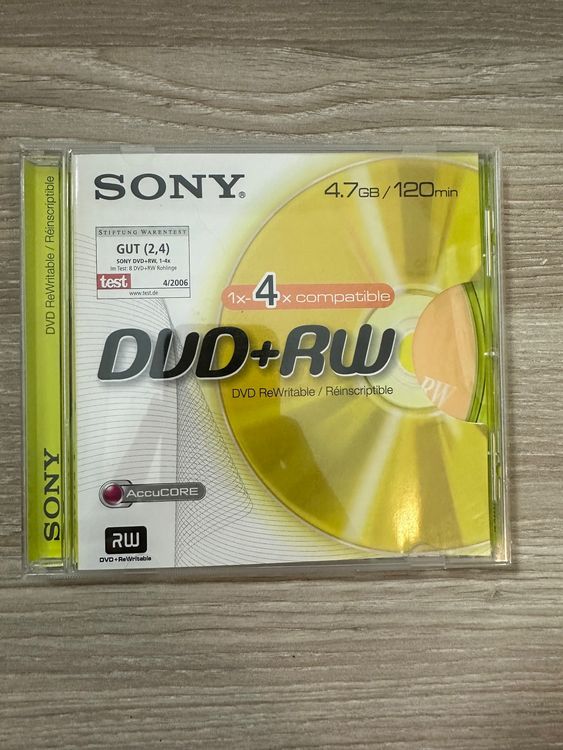 SONY®
4.7GB / 120min
STIFTUNG WARENTEST
GUT (2,4)
SONY DVD+RW, 1-4x
Im Test: 8 DVD+RW Rohlinge
test
4/2006
www.test.de
1x-4x compatible
DVD+RW
DVD ReWritable / Réinscriptible
RW
AccuCORE
RW
DVD+ReWritable
DVD ReWritable / Réinscriptible
SONY